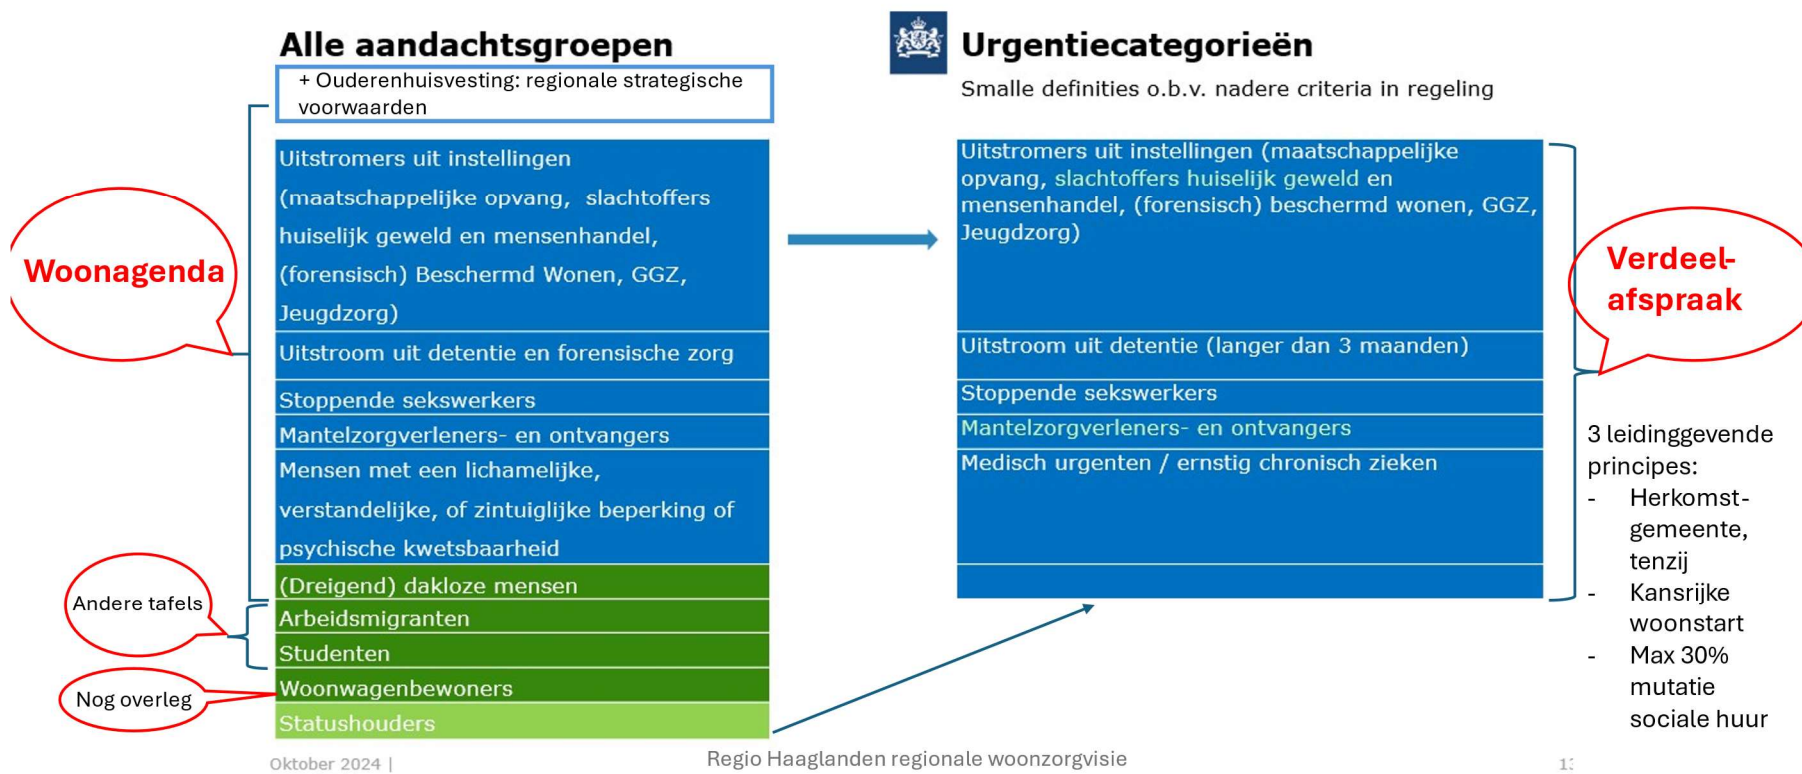 Alle aandachtsgroepen
+ Ouderenhuisvesting: regionale strategische
voorwaarden
Uitstromers uit instellingen
(maatschappelijke opvang,  slachtoffers
huiselijk geweld en mensenhandel,
(forensisch) Beschermd Wonen, GGZ,
Jeugdzorg)
Uitstroom uit detentie en forensische zorg
Stoppende sekswerkers
Mantelzorgverleners- en ontvangers
Mensen met een lichamelijke,
verstandelijke, of zintuiglijke beperking of
psychische kwetsbaarheid
(Dreigend) dakloze mensen
Arbeidsmigranten
Studenten
Woonwagenbewoners
Statushouders
Woonagenda
Andere tafels
Nog overleg
Urgentiecategorieën
Smalle definities o.b.v. nadere criteria in regeling
Uitstromers uit instellingen (maatschappelijke
opvang, slachtoffers huiselijk geweld en
mensenhandel, (forensisch) beschermd wonen, GGZ,
Jeugdzorg)
Uitstroom uit detentie (langer dan 3 maanden)
Stoppende sekswerkers
Mantelzorgverleners- en ontvangers
Medisch urgenten / ernstig chronisch zieken
Verdeel-
afspraak
3 leidinggevende
principes:
- Herkomst-
gemeente,
tenzij
- Kansrijke
woonstart
- Max 30%
mutatie
sociale huur
Oktober 2024 |
Regio Haaglanden regionale woonzorgvisie